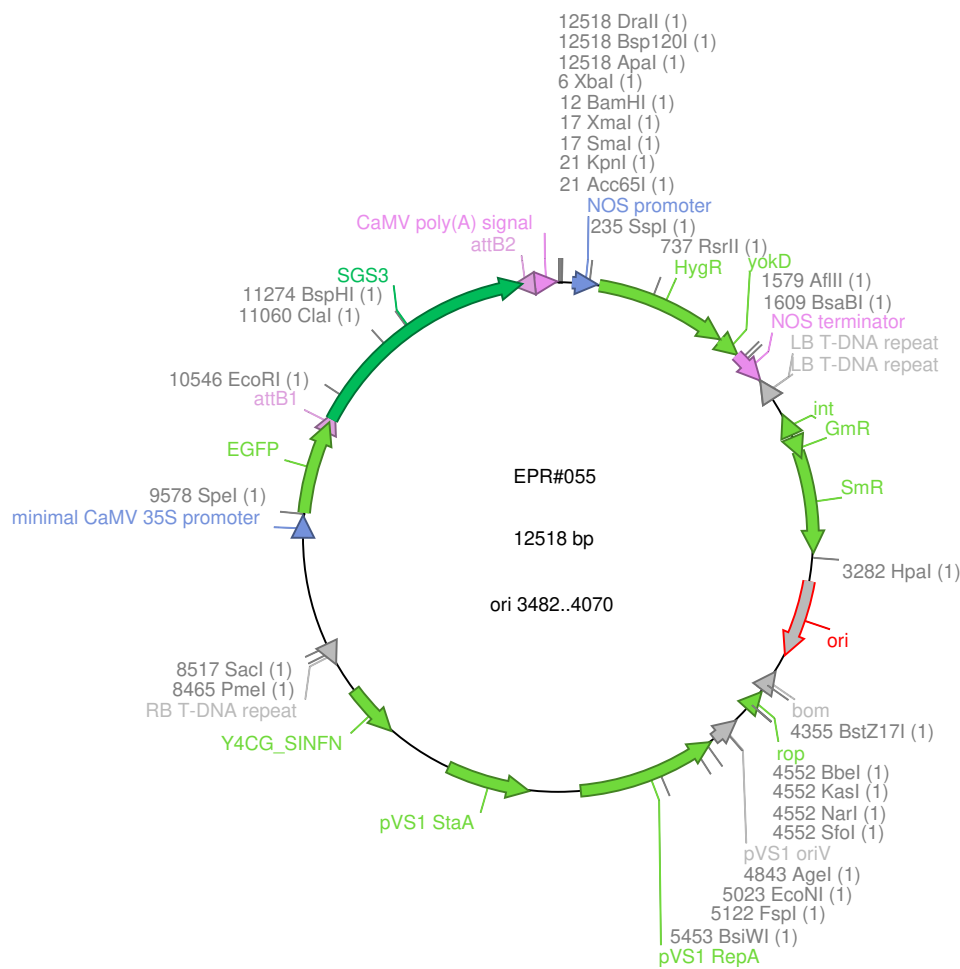 12518 DraII (1)
12518 Bsp120I (1)
12518 ApaI (1)
6 XbaI (1)
12 BamHI (1)
17 XmaI (1)
17 SmaI (1)
21 KpnI (1)
21 Acc65I (1)
NOS promoter
235 SspI (1)
737 RsrII (1)
HygR
yokD
1579 AflII (1)
1609 BsaBI (1)
NOS terminator
LB T-DNA repeat
LB T-DNA repeat
int
GmR
SmR
3282 HpaI (1)
ori
bom
4355 BstZ17I (1)
rop
4552 BbeI (1)
4552 KasI (1)
4552 NarI (1)
4552 SfoI (1)
pVS1 oriV
4843 AgeI (1)
5023 EcoNI (1)
5122 FspI (1)
5453 BsiWI (1)
pVS1 RepA
pVS1 StaA
Y4CG_SINFN
RB T-DNA repeat
8465 PmeI (1)
8517 SacI (1)
minimal CaMV 35S promoter
9578 SpeI (1)
EGFP
attB1
10546 EcoRI (1)
11060 ClaI (1)
11274 BspHI (1)
SGS3
attB2
CaMV poly(A) signal
EPR#055
12518 bp
ori 3482..4070